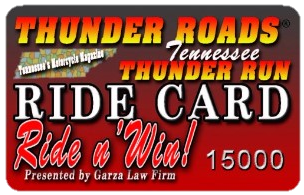 THUNDER ROADS®
Tennessee's Motorcycle Magazine
Tennessee
THUNDER RUN
RIDE CARD
Ride n' Win!
15000
Presented by Garza Law Firm